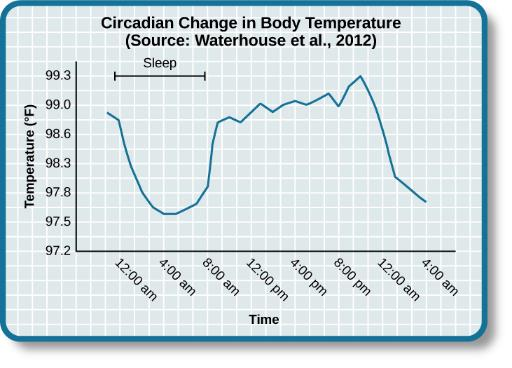 Circadian Change in Body Temperature
(Source: Waterhouse et al., 2012)
Sleep
99.3
99.0
98.6
98.3
97.8
97.5
97.2
Temperature (°F)
12:00 am
4:00 am
8:00 am
12:00 pm
4:00 pm
8:00 pm
12:00 am
4:00 am
Time